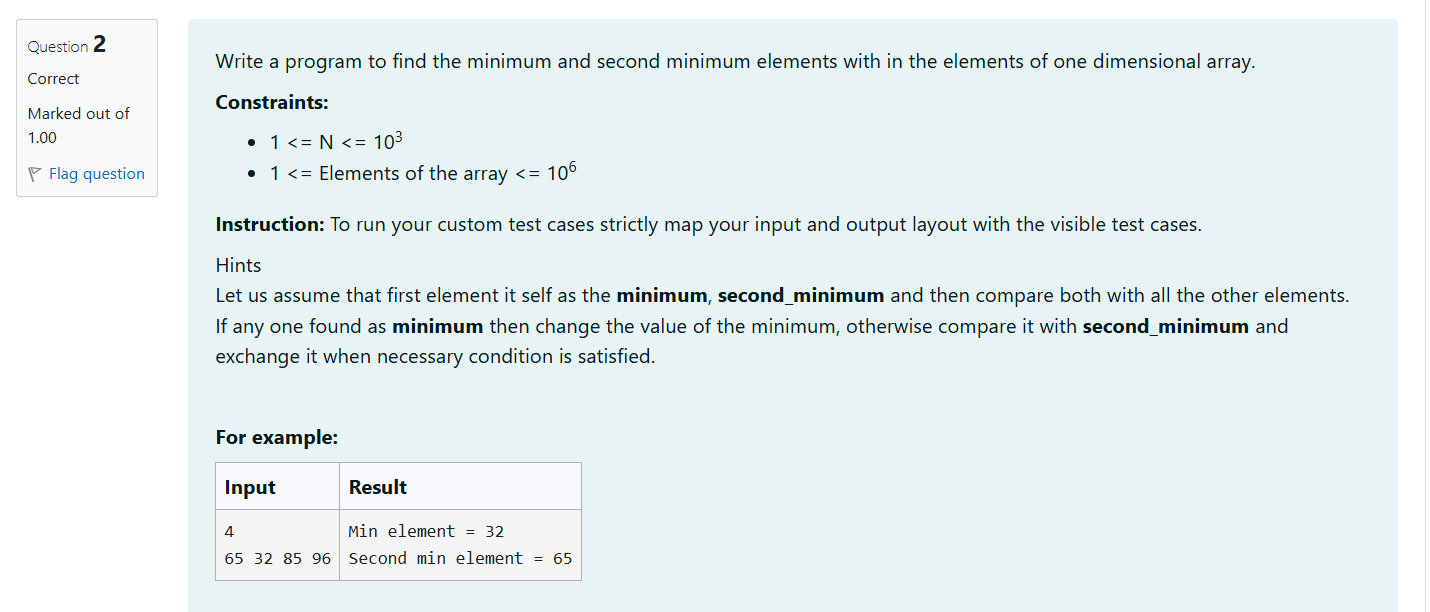 Question 2
Correct
Marked out of
1.00
Flag question
Write a program to find the minimum and second minimum elements with in the elements of one dimensional array.
Constraints:
• 1 <= N <= 10³
• 1 <= Elements of the array <= 10⁶
Instruction: To run your custom test cases strictly map your input and output layout with the visible test cases.
Hints
Let us assume that first element it self as the minimum, second_minimum and then compare both with all the other elements.
If any one found as minimum then change the value of the minimum, otherwise compare it with second_minimum and
exchange it when necessary condition is satisfied.
For example:
Input Result
4 Min element = 32
65 32 85 96 Second min element = 65